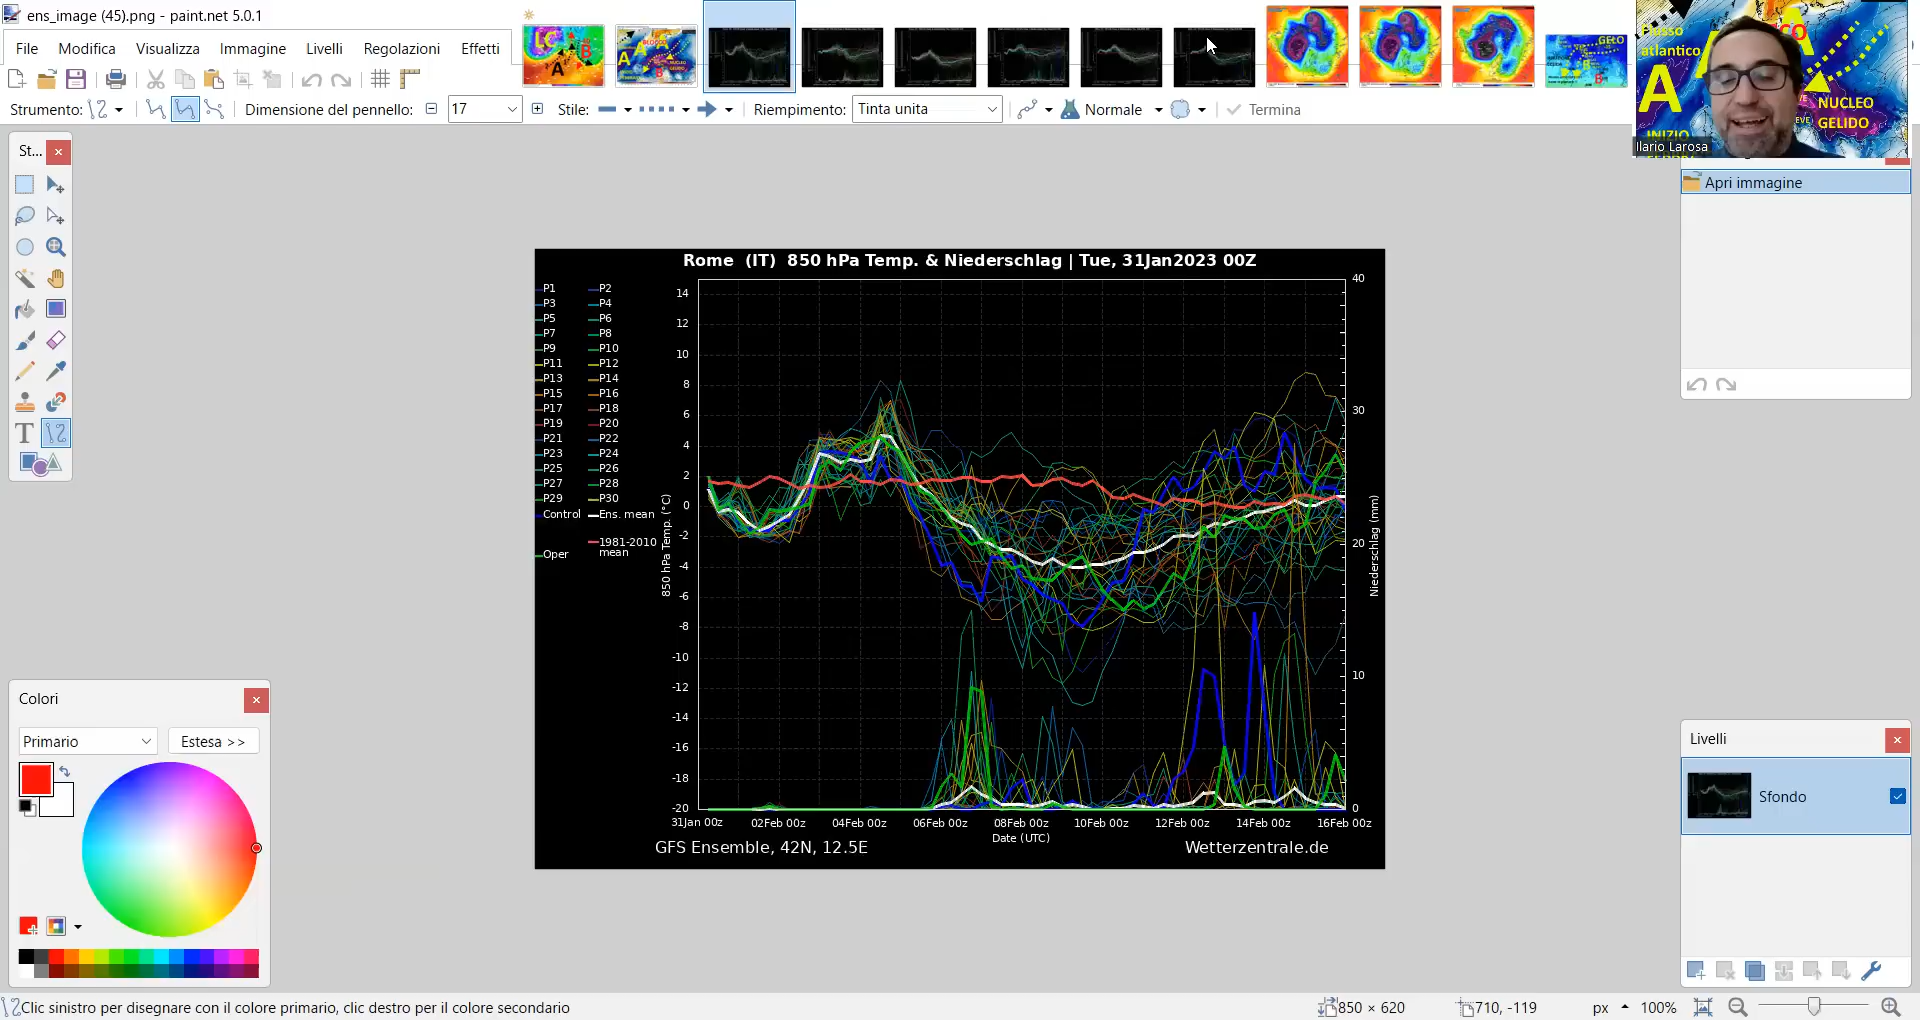 ens_image (45).png - paint.net 5.0.1
File Modifica Visualizza Immagine Livelli Regolazioni Effetti
Strumento: Dimensione del pennello: 17 Stile: Riempimento: Tinta unita Normale Termina
LC A B
A
flusso
atlantico
A
NUCLEO
GELIDO
INIZIO
Ilario Larosa
GELO
B
St...
Apri immagine
Rome (IT) 850 hPa Temp. & Niederschlag | Tue, 31Jan2023 00Z
P1 P2
P3 P4
P5 P6
P7 P8
P9 P10
P11 P12
P13 P14
P15 P16
P17 P18
P19 P20
P21 P22
P23 P24
P25 P26
P27 P28
P29 P30
Control Ens. mean
1981-2010
mean
Oper
850 hPa Temp. (°C)
14
12
10
8
6
4
2
0
-2
-4
-6
-8
-10
-12
-14
-16
-18
-20
40
30
20
10
0
Niederschlag (mm)
31Jan 00z 02Feb 00z 04Feb 00z 06Feb 00z 08Feb 00z 10Feb 00z 12Feb 00z 14Feb 00z 16Feb 00z
Date (UTC)
GFS Ensemble, 42N, 12.5E Wetterzentrale.de
Colori
Primario Estesa >>
Livelli
Sfondo
Clic sinistro per disegnare con il colore primario, clic destro per il colore secondario
850 × 620 710, -119 px 100%